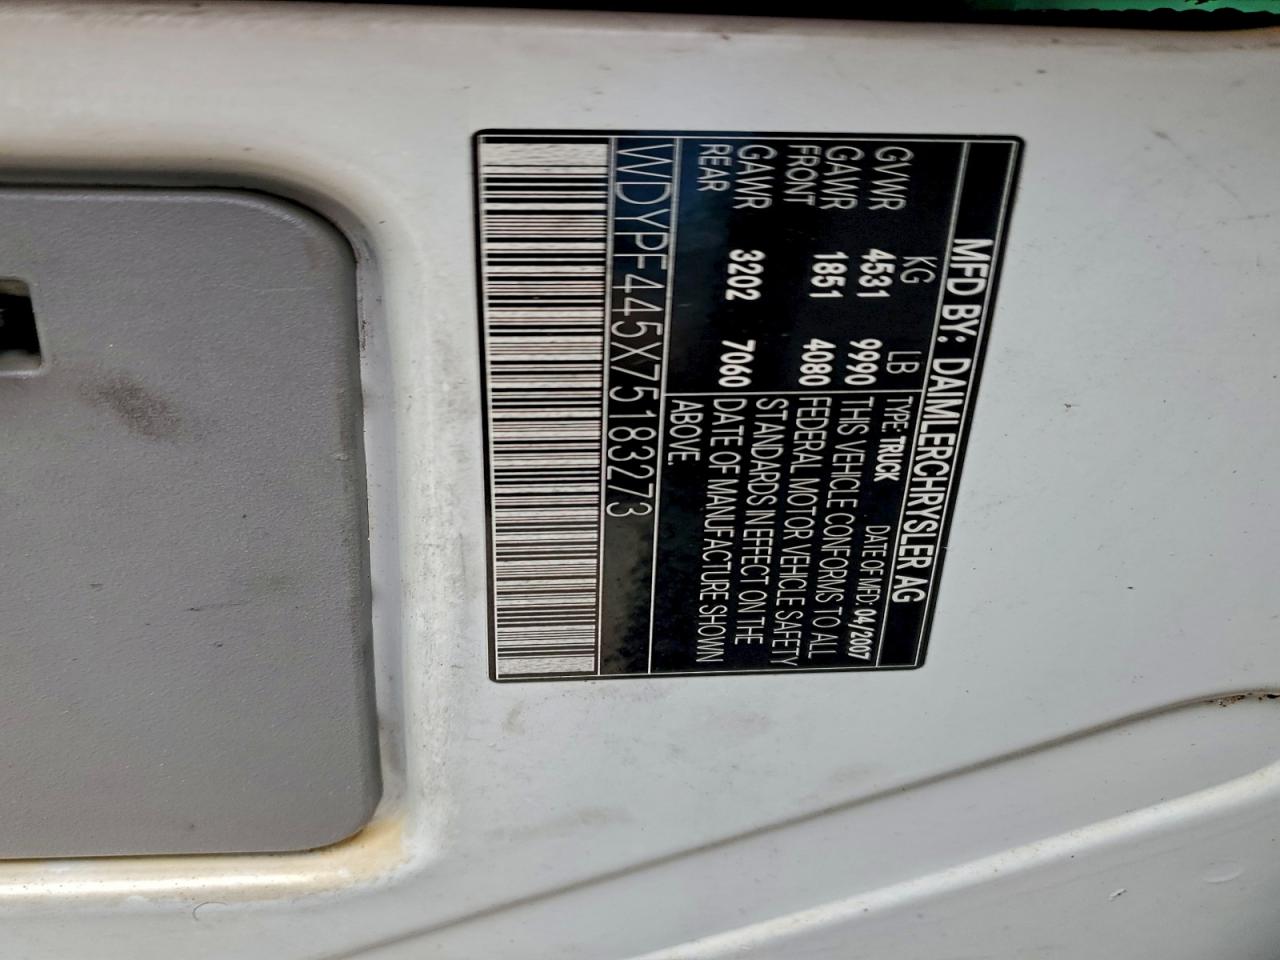 MFD BY: DAIMLERCHRYSLER AG
KG LB
GVWR 4531 9990
GAWR FRONT 1851 4080
GAWR REAR 3202 7060
TYPE: TRUCK DATE OF MFD: 04/2007
THIS VEHICLE CONFORMS TO ALL
FEDERAL MOTOR VEHICLE SAFETY
STANDARDS IN EFFECT ON THE
DATE OF MANUFACTURE SHOWN
ABOVE.
WDYPF445X75183273